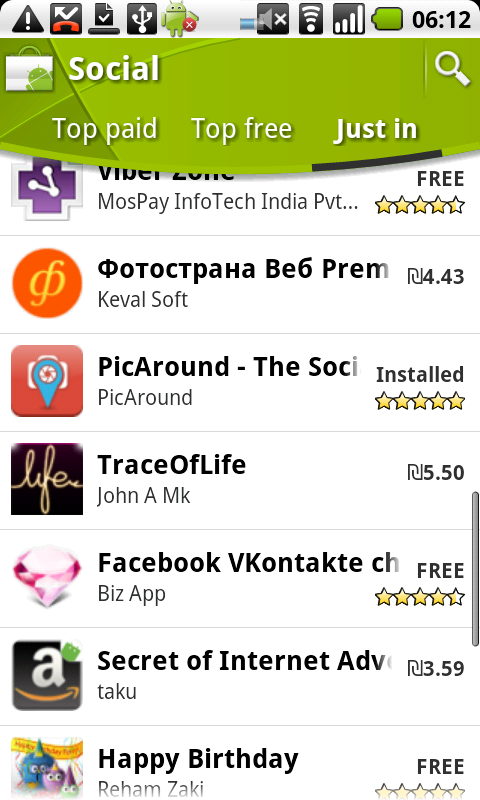 06:12
Social
Top paid
Top free
Just in
Viber Zone
FREE
MosPay InfoTech India Pvt...
Фотострана Веб Prem
₪4.43
Keval Soft
PicAround - The Soci
Installed
PicAround
TraceOfLife
₪5.50
life
John A Mk
Facebook VKontakte ch
FREE
Biz App
Secret of Internet Adve
₪3.59
a
taku
Happy Birthday
FREE
Reham Zaki